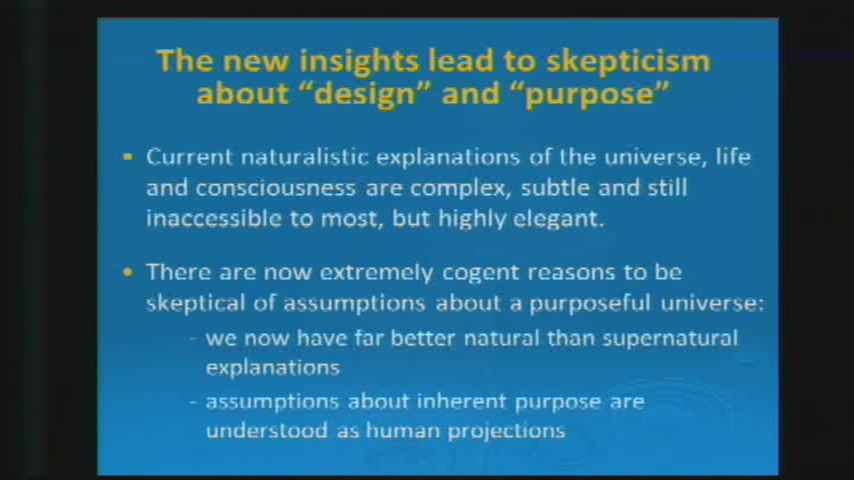 The new insights lead to skepticism
about “design” and “purpose”
Current naturalistic explanations of the universe, life
and consciousness are complex, subtle and still
inaccessible to most, but highly elegant.
There are now extremely cogent reasons to be
skeptical of assumptions about a purposeful universe:
- we now have far better natural than supernatural
explanations
- assumptions about inherent purpose are
understood as human projections